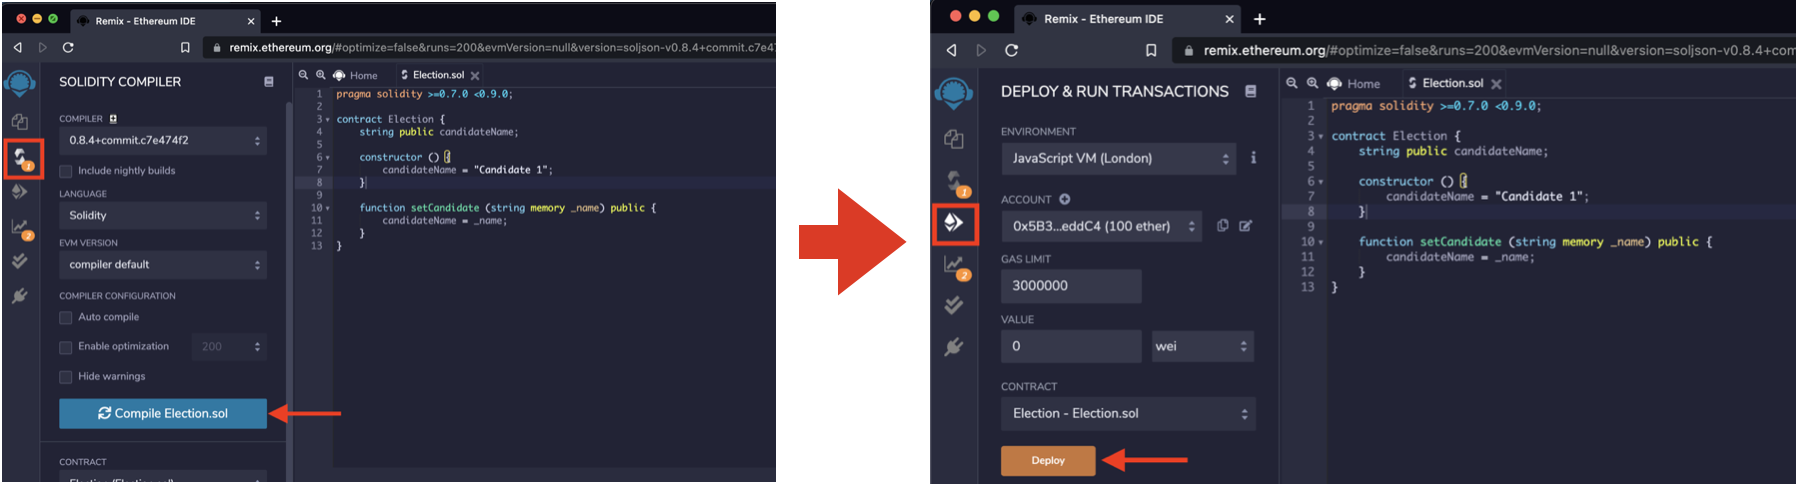 Remix - Ethereum IDE
remix.ethereum.org/#optimize=false&runs=200&evmVersion=null&version=soljson-v0.8.4+commit.c7e47
SOLIDITY COMPILER
COMPILER
0.8.4+commit.c7e474f2
Include nightly builds
LANGUAGE
Solidity
EVM VERSION
compiler default
COMPILER CONFIGURATION
Auto compile
Enable optimization
200
Hide warnings
Compile Election.sol
CONTRACT
1
2
Home
Election.sol
1 pragma solidity >=0.7.0 <0.9.0;
2
3 contract Election {
4 string public candidateName;
5
6 constructor () {
7 candidateName = "Candidate 1";
8 }
9
10 function setCandidate (string memory _name) public {
11 candidateName = _name;
12 }
13 }
Remix - Ethereum IDE
remix.ethereum.org/#optimize=false&runs=200&evmVersion=null&version=soljson-v0.8.4+com
DEPLOY & RUN TRANSACTIONS
ENVIRONMENT
JavaScript VM (London)
ACCOUNT
0x5B3...eddC4 (100 ether)
GAS LIMIT
3000000
VALUE
0
wei
CONTRACT
Election - Election.sol
Deploy
1
2
Home
Election.sol
1 pragma solidity >=0.7.0 <0.9.0;
2
3 contract Election {
4 string public candidateName;
5
6 constructor () {
7 candidateName = "Candidate 1";
8 }
9
10 function setCandidate (string memory _name) public {
11 candidateName = _name;
12 }
13 }